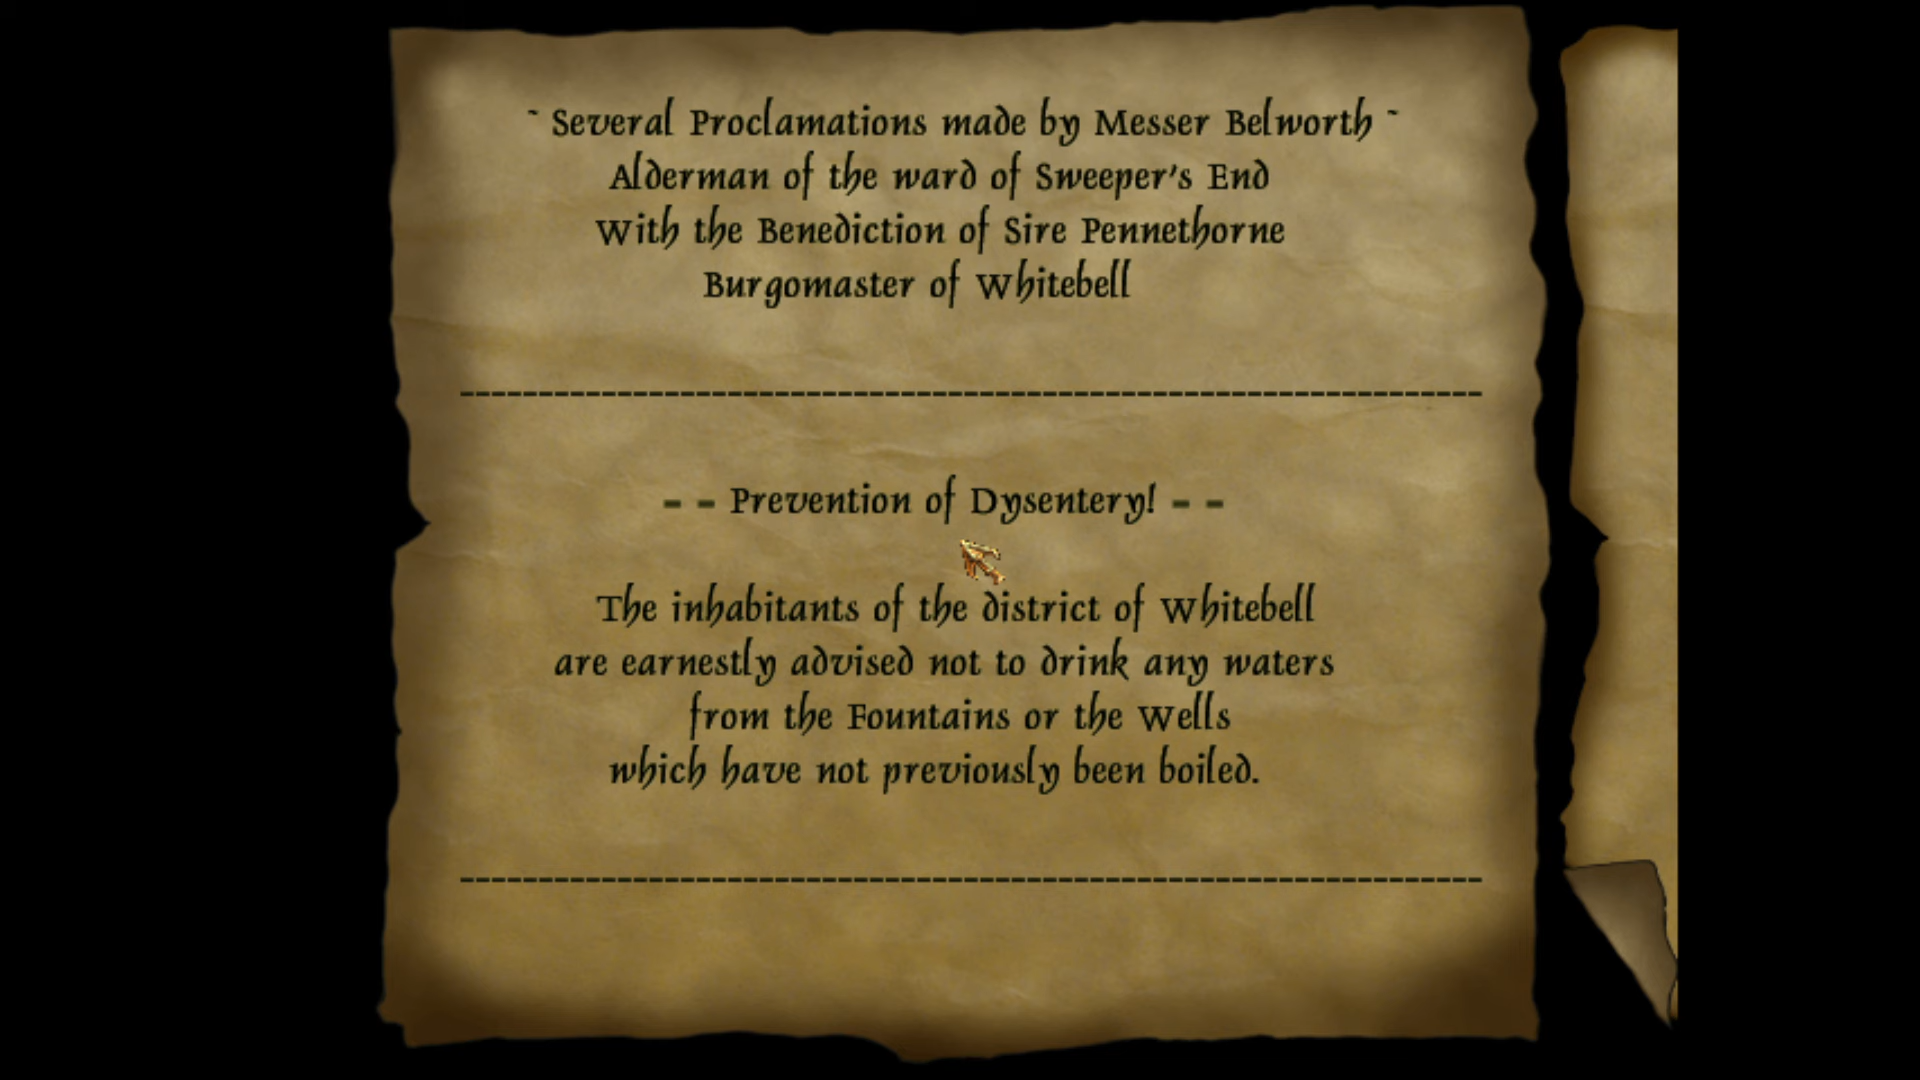 ~ Several Proclamations made by Messer Belworth ~
Alderman of the ward of Sweeper's End
With the Benediction of Sire Pennethorne
Burgomaster of Whitebell
----------------------------------------------------------------
- - Prevention of Dysentery! - -
The inhabitants of the district of Whitebell
are earnestly advised not to drink any waters
from the Fountains or the Wells
which have not previously been boiled.
----------------------------------------------------------------